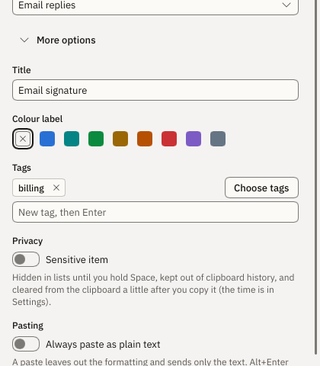 Email replies
More options
Title
Email signature
Colour label
Tags
billing
Choose tags
New tag, then Enter
Privacy
Sensitive item
Hidden in lists until you hold Space, kept out of clipboard history, and
cleared from the clipboard a little after you copy it (the time is in
Settings).
Pasting
Always paste as plain text
A paste leaves out the formatting and sends only the text. Alt+Enter